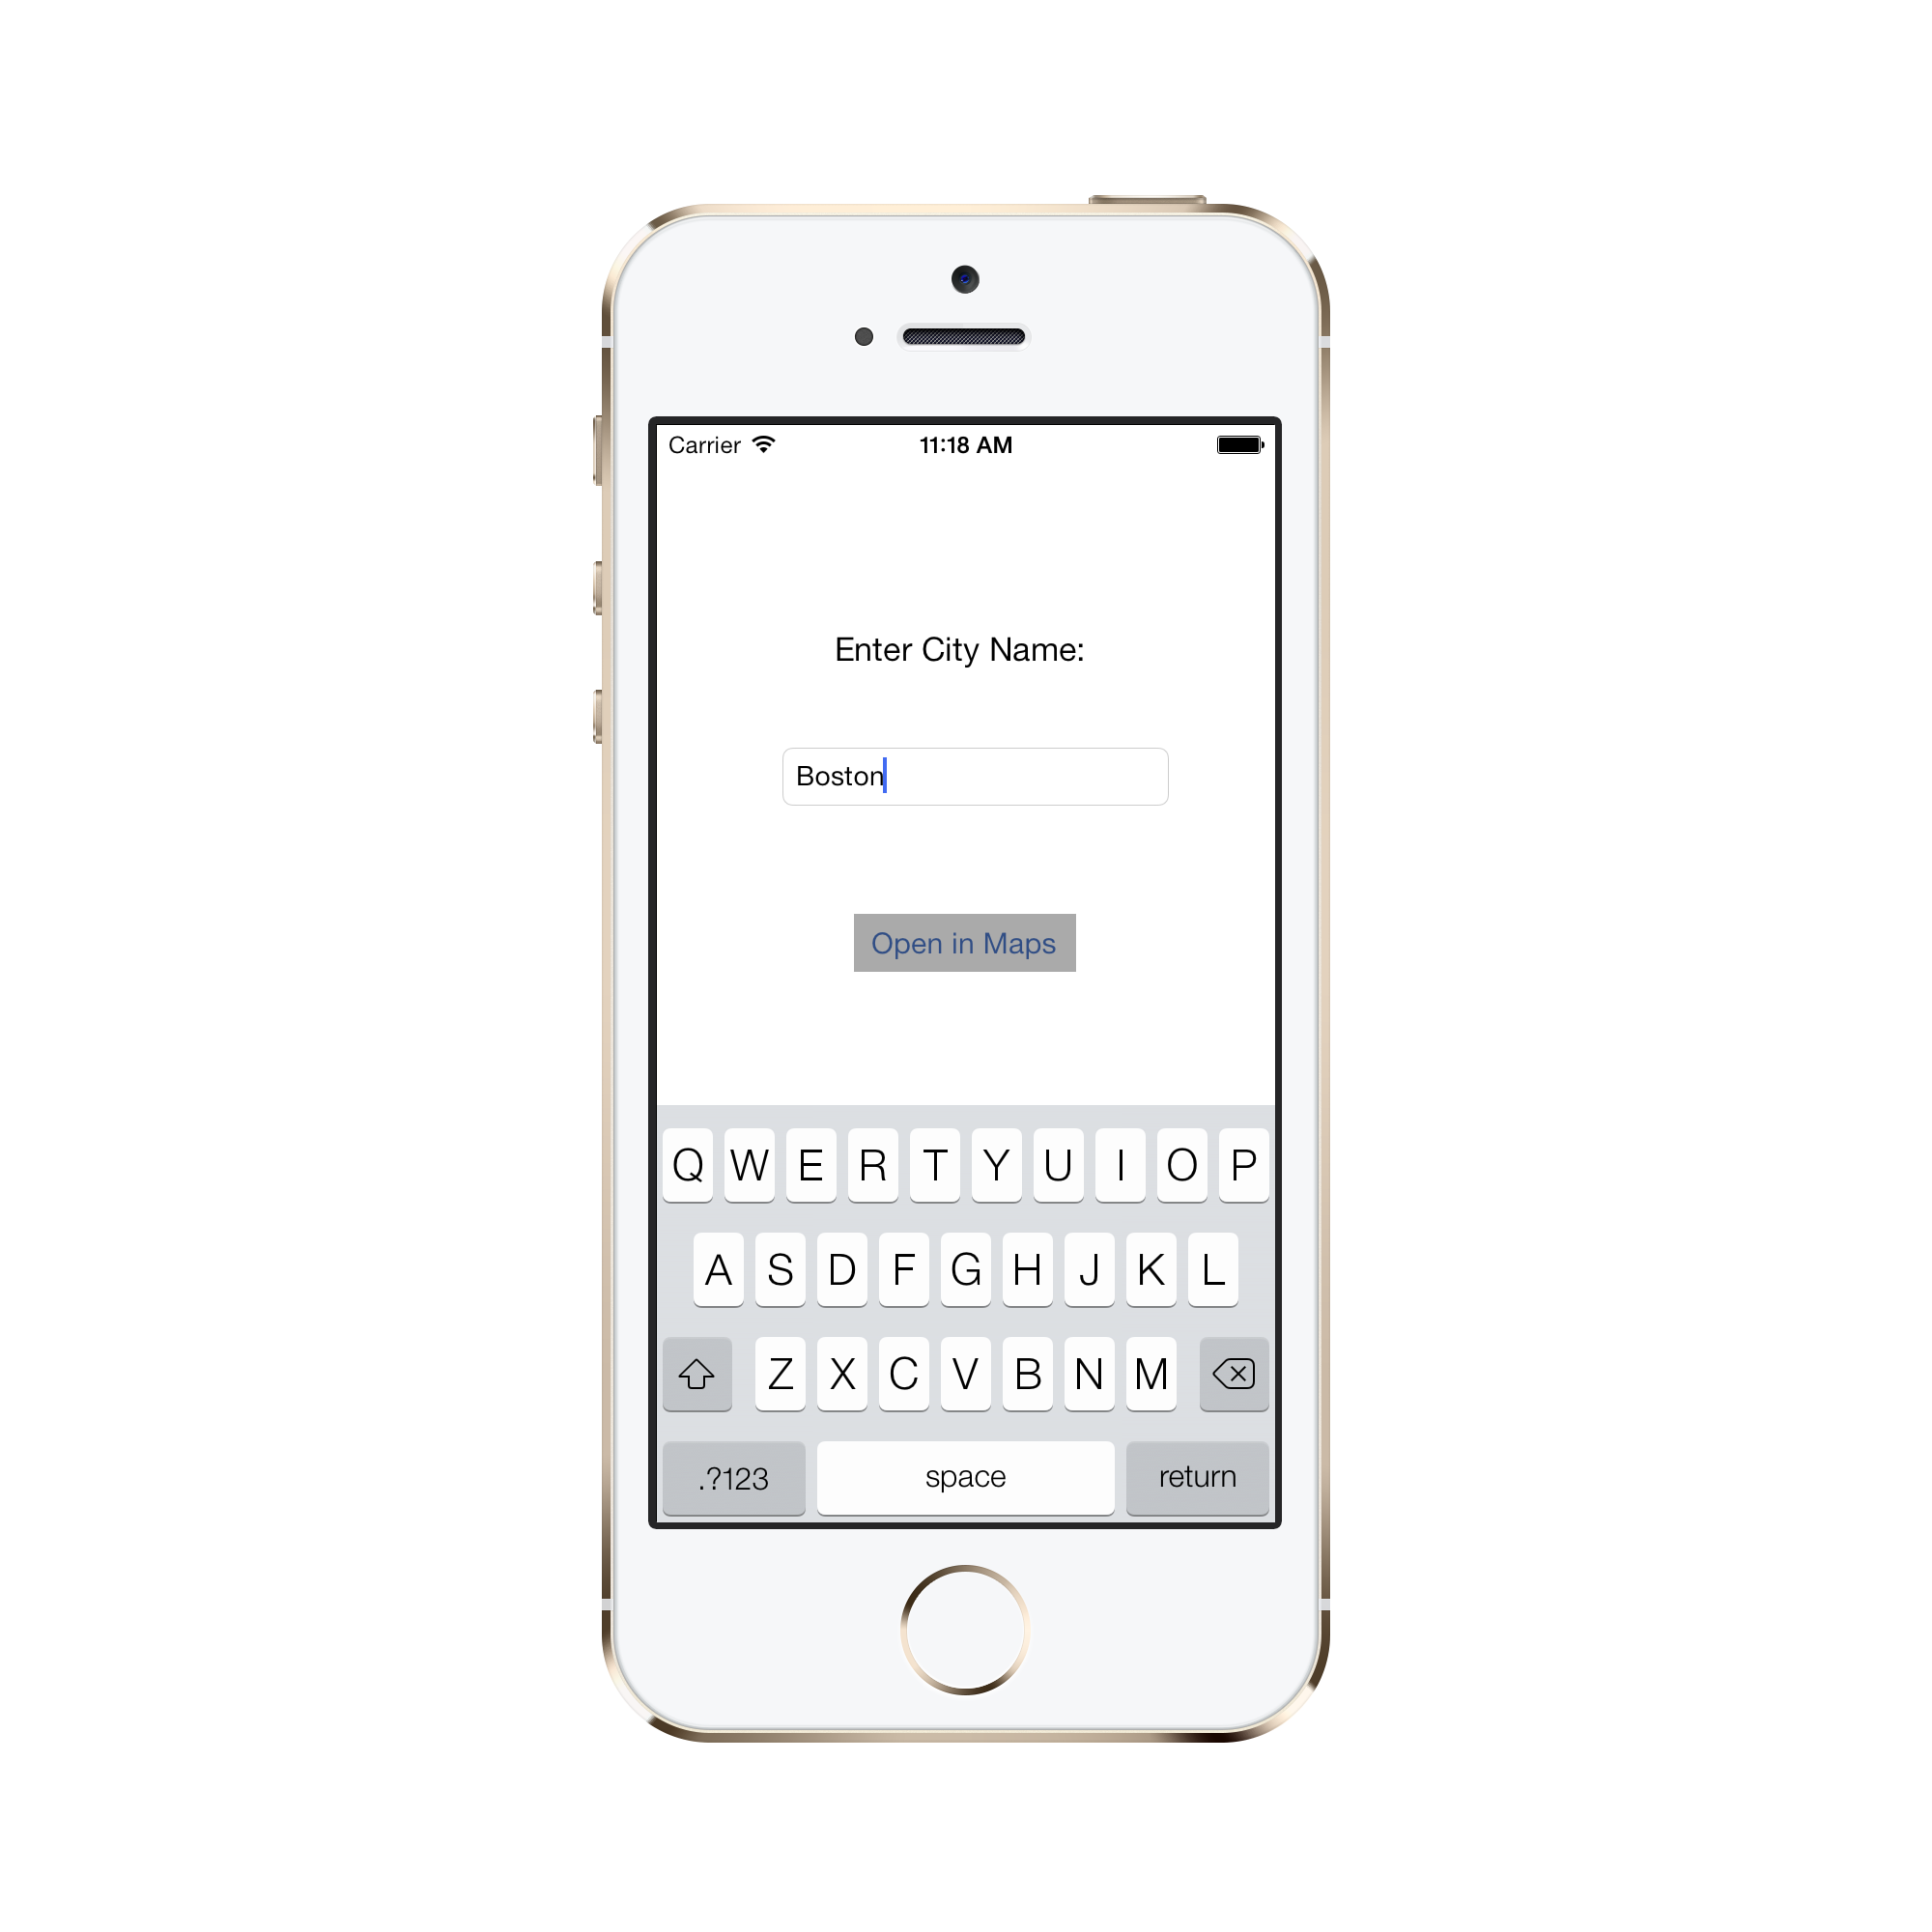 Carrier 11:18 AM
Enter City Name:
Boston
Open in Maps
Q W E R T Y U I O P
A S D F G H J K L
Z X C V B N M
.?123 space return